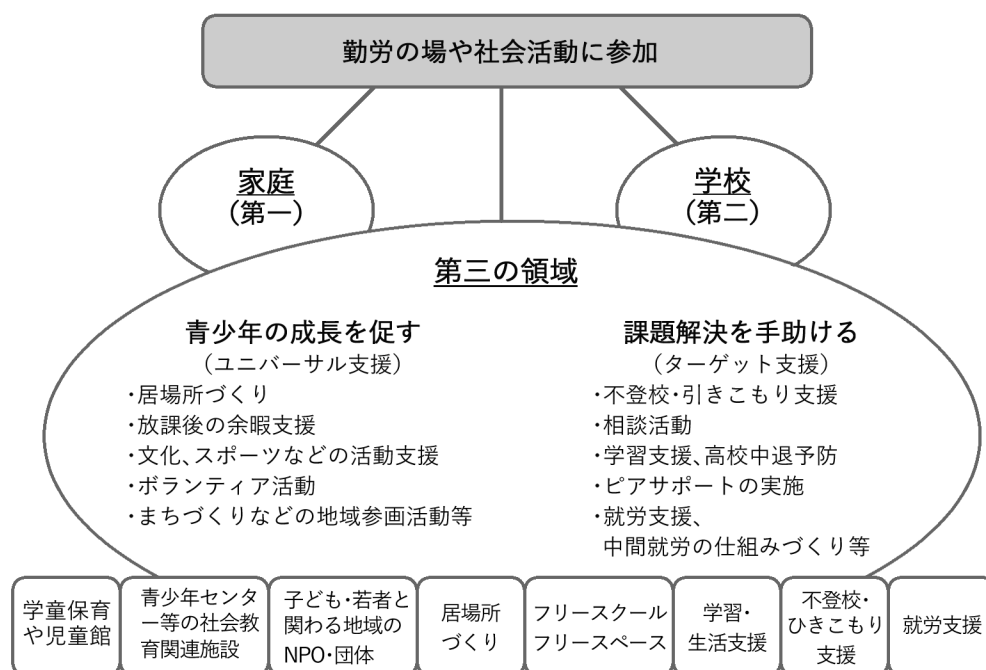 勤労の場や社会活動に参加
家庭
(第一)
学校
(第二)
第三の領域
青少年の成長を促す
(ユニバーサル支援)
・居場所づくり
・放課後の余暇支援
・文化、スポーツなどの活動支援
・ボランティア活動
・まちづくりなどの地域参画活動等
課題解決を手助ける
(ターゲット支援)
・不登校・引きこもり支援
・相談活動
・学習支援、高校中退予防
・ピアサポートの実施
・就労支援、
中間就労の仕組みづくり等
学童保育
や児童館
青少年センタ
ー等の社会教
育関連施設
子ども・若者と
関わる地域の
NPO・団体
居場所
づくり
フリースクール
フリースペース
学習・
生活支援
不登校・
ひきこもり
支援
就労支援